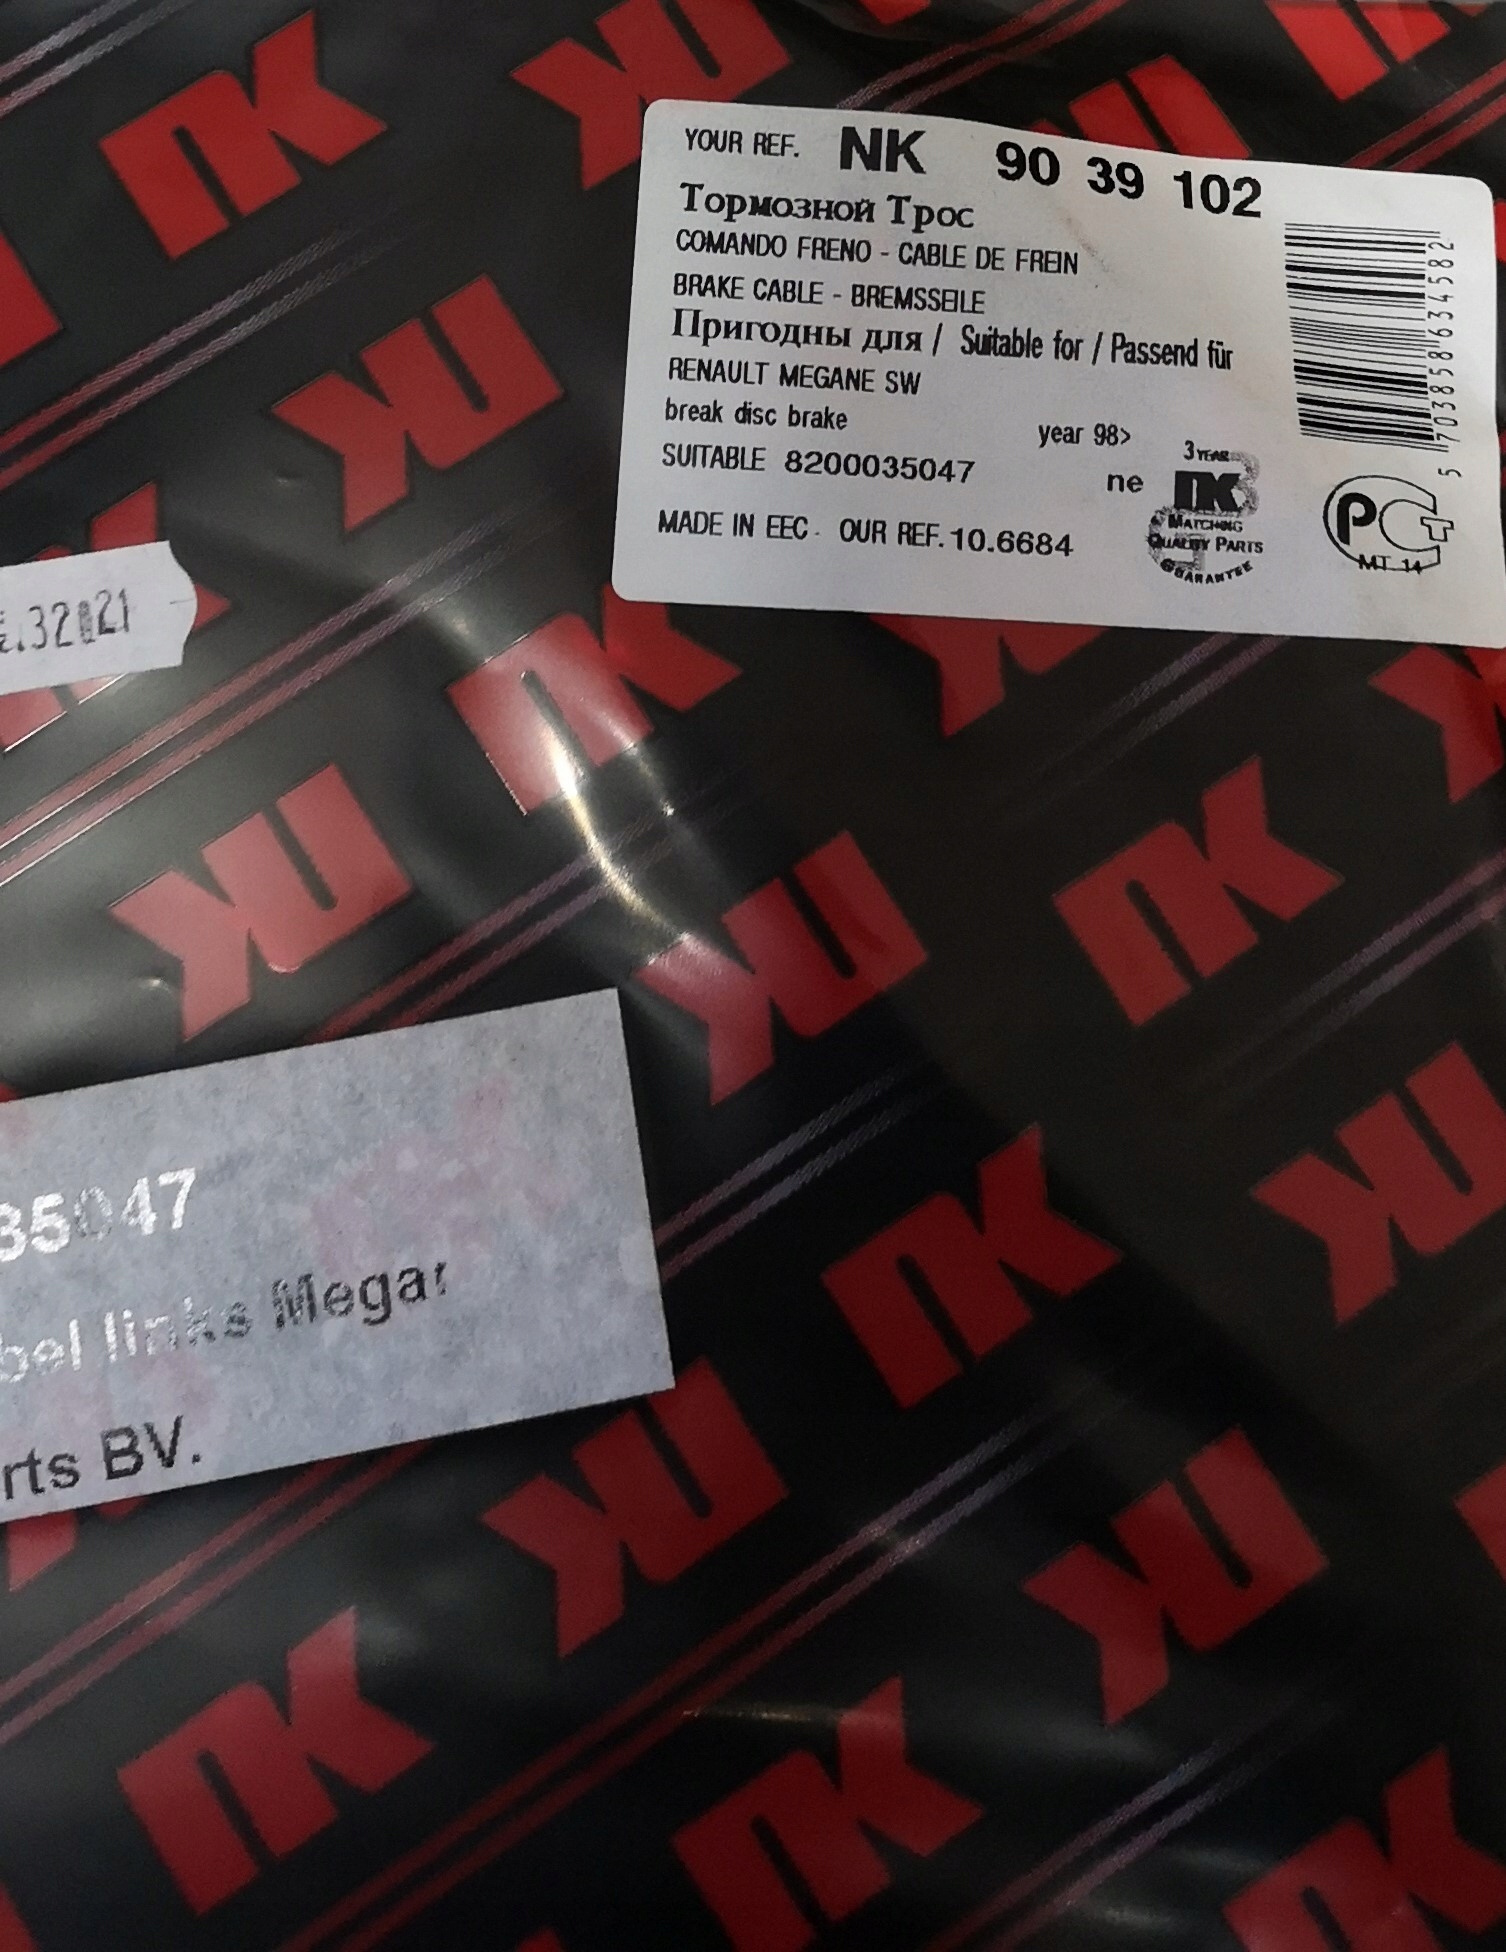 YOUR REF. NK 90 39 102
Тормозной Трос
COMANDO FRENO - CABLE DE FREIN
BRAKE CABLE - BREMSSEILE
Пригодны для / Suitable for / Passend für
RENAULT MEGANE SW
break disc brake year 98>
SUITABLE 8200035047 ne
MADE IN EEC - OUR REF. 10.6684
3 YEAR
NK
MATCHING
QUALITY PARTS
GUARANTEE
5 703858 634582
РСТ
MT 14
35047
bel links Megar
rts BV.